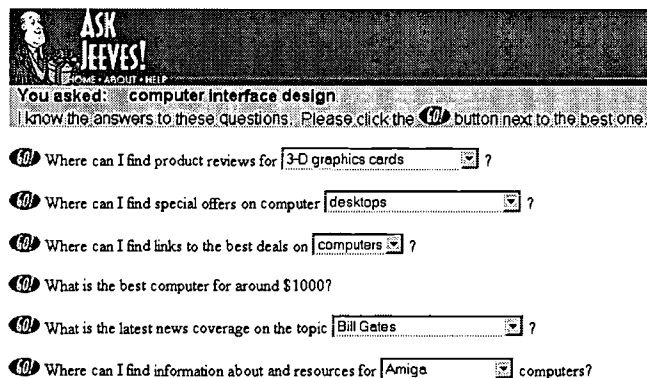 ASK
JEEVES!
HOME • ABOUT • HELP
You asked: computer interface design
I know the answers to these questions. Please click the GO! button next to the best one.
GO! Where can I find product reviews for 3-D graphics cards ?
GO! Where can I find special offers on computer desktops ?
GO! Where can I find links to the best deals on computers ?
GO! What is the best computer for around $1000?
GO! What is the latest news coverage on the topic Bill Gates ?
GO! Where can I find information about and resources for Amiga computers?